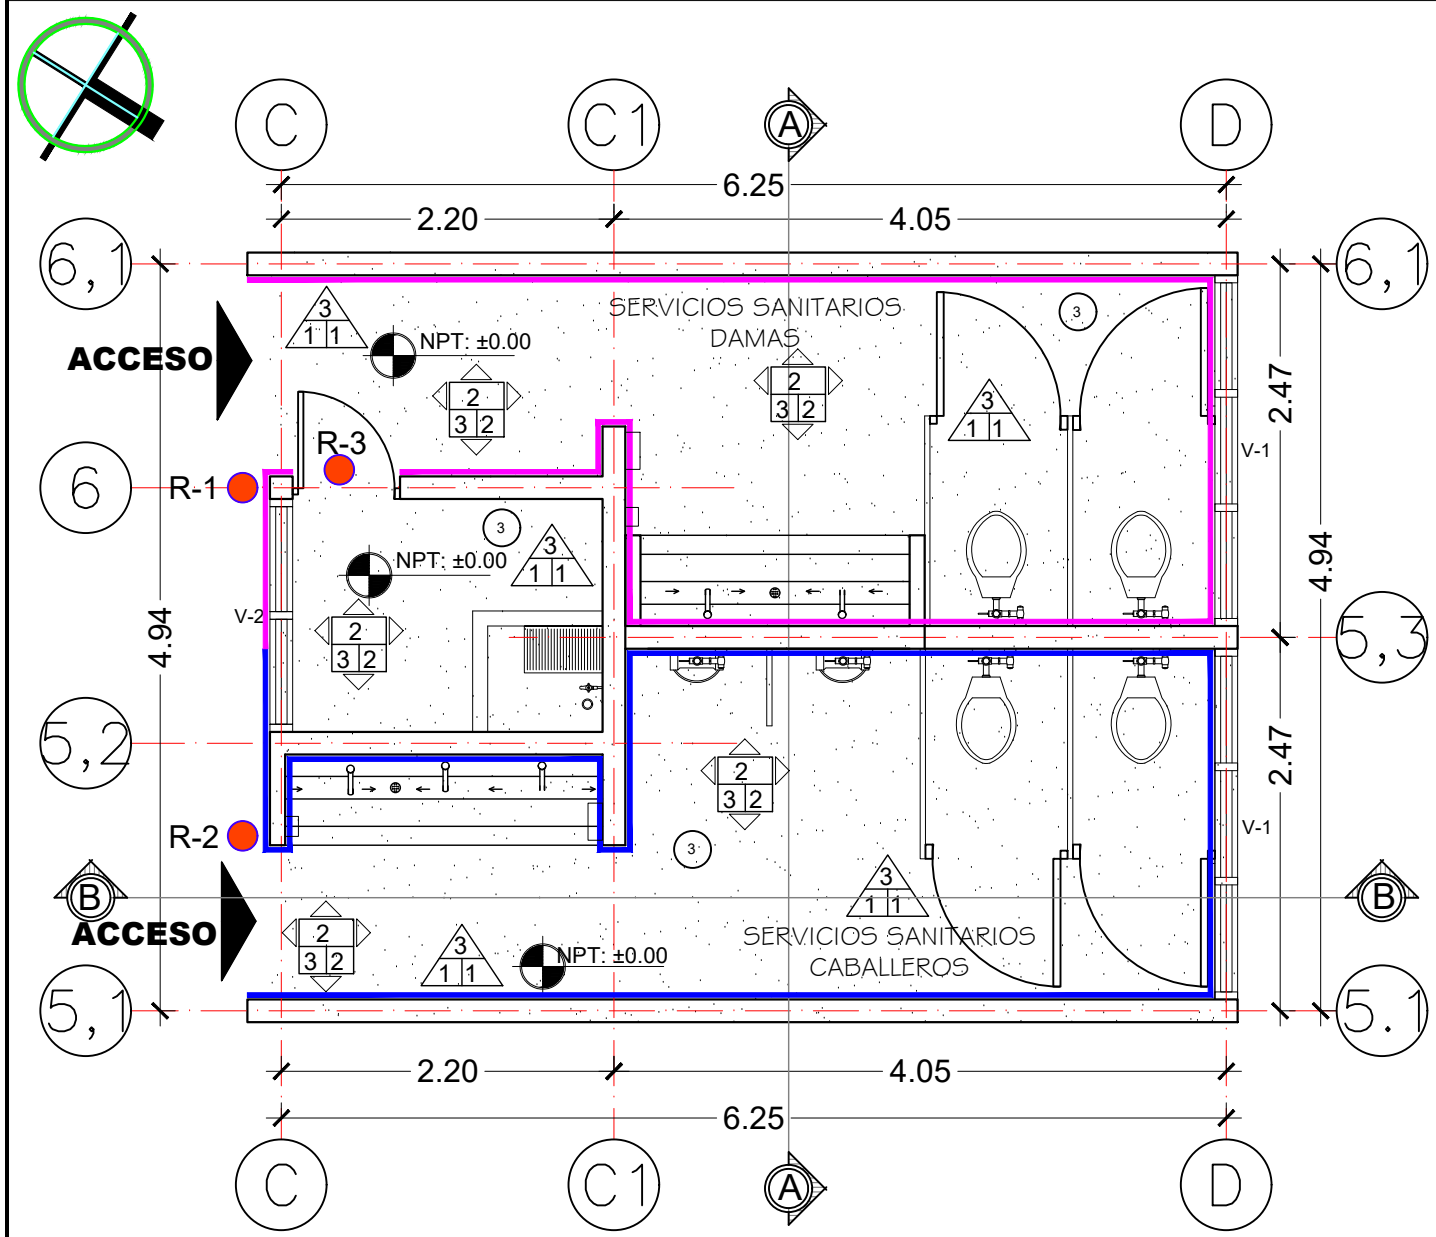 C C1 A D
6.25
2.20 4.05
6,1 6,1
SERVICIOS SANITARIOS
DAMAS
3
1 1
3
NPT: ±0.00
ACCESO
2
3 2
2
3 2
3
1 1
2.47
R-3
V-1
6
R-1
3
3
1 1
NPT: ±0.00
4.94
V-2
2
3 2
4.94
5,3
5,2
2.47
2
3 2
R-2
V-1
3
3
1 1
B B
ACCESO
2
3 2
3
1 1
SERVICIOS SANITARIOS
CABALLEROS
NPT: ±0.00
5,1 5.1
2.20 4.05
6.25
C C1 A D